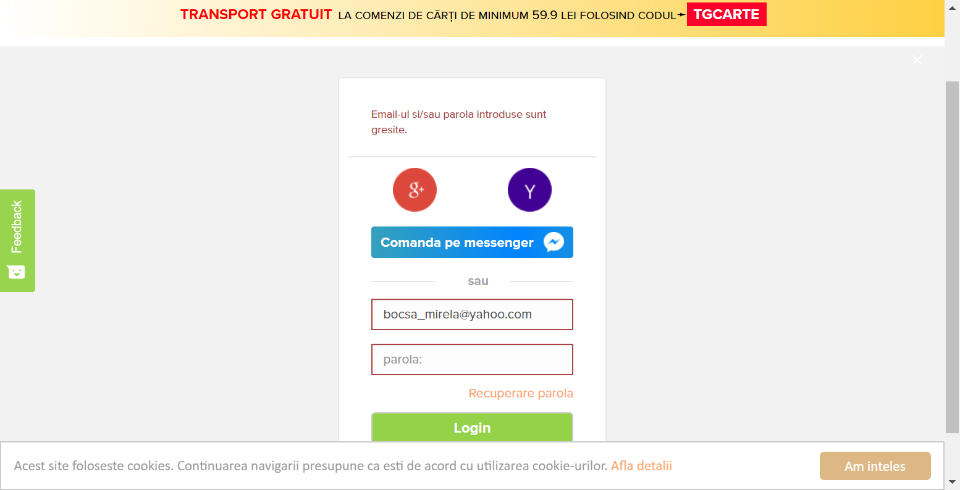 TRANSPORT GRATUIT LA COMENZI DE CĂRȚI DE MINIMUM 59.9 LEI FOLOSIND CODUL TGCARTE
Email-ul si/sau parola introduse sunt
gresite.
g+
Y
Comanda pe messenger
sau
bocsa_mirela@yahoo.com
parola:
Recuperare parola
Login
Feedback
Acest site foloseste cookies. Continuarea navigarii presupune ca esti de acord cu utilizarea cookie-urilor. Afla detalii
Am inteles